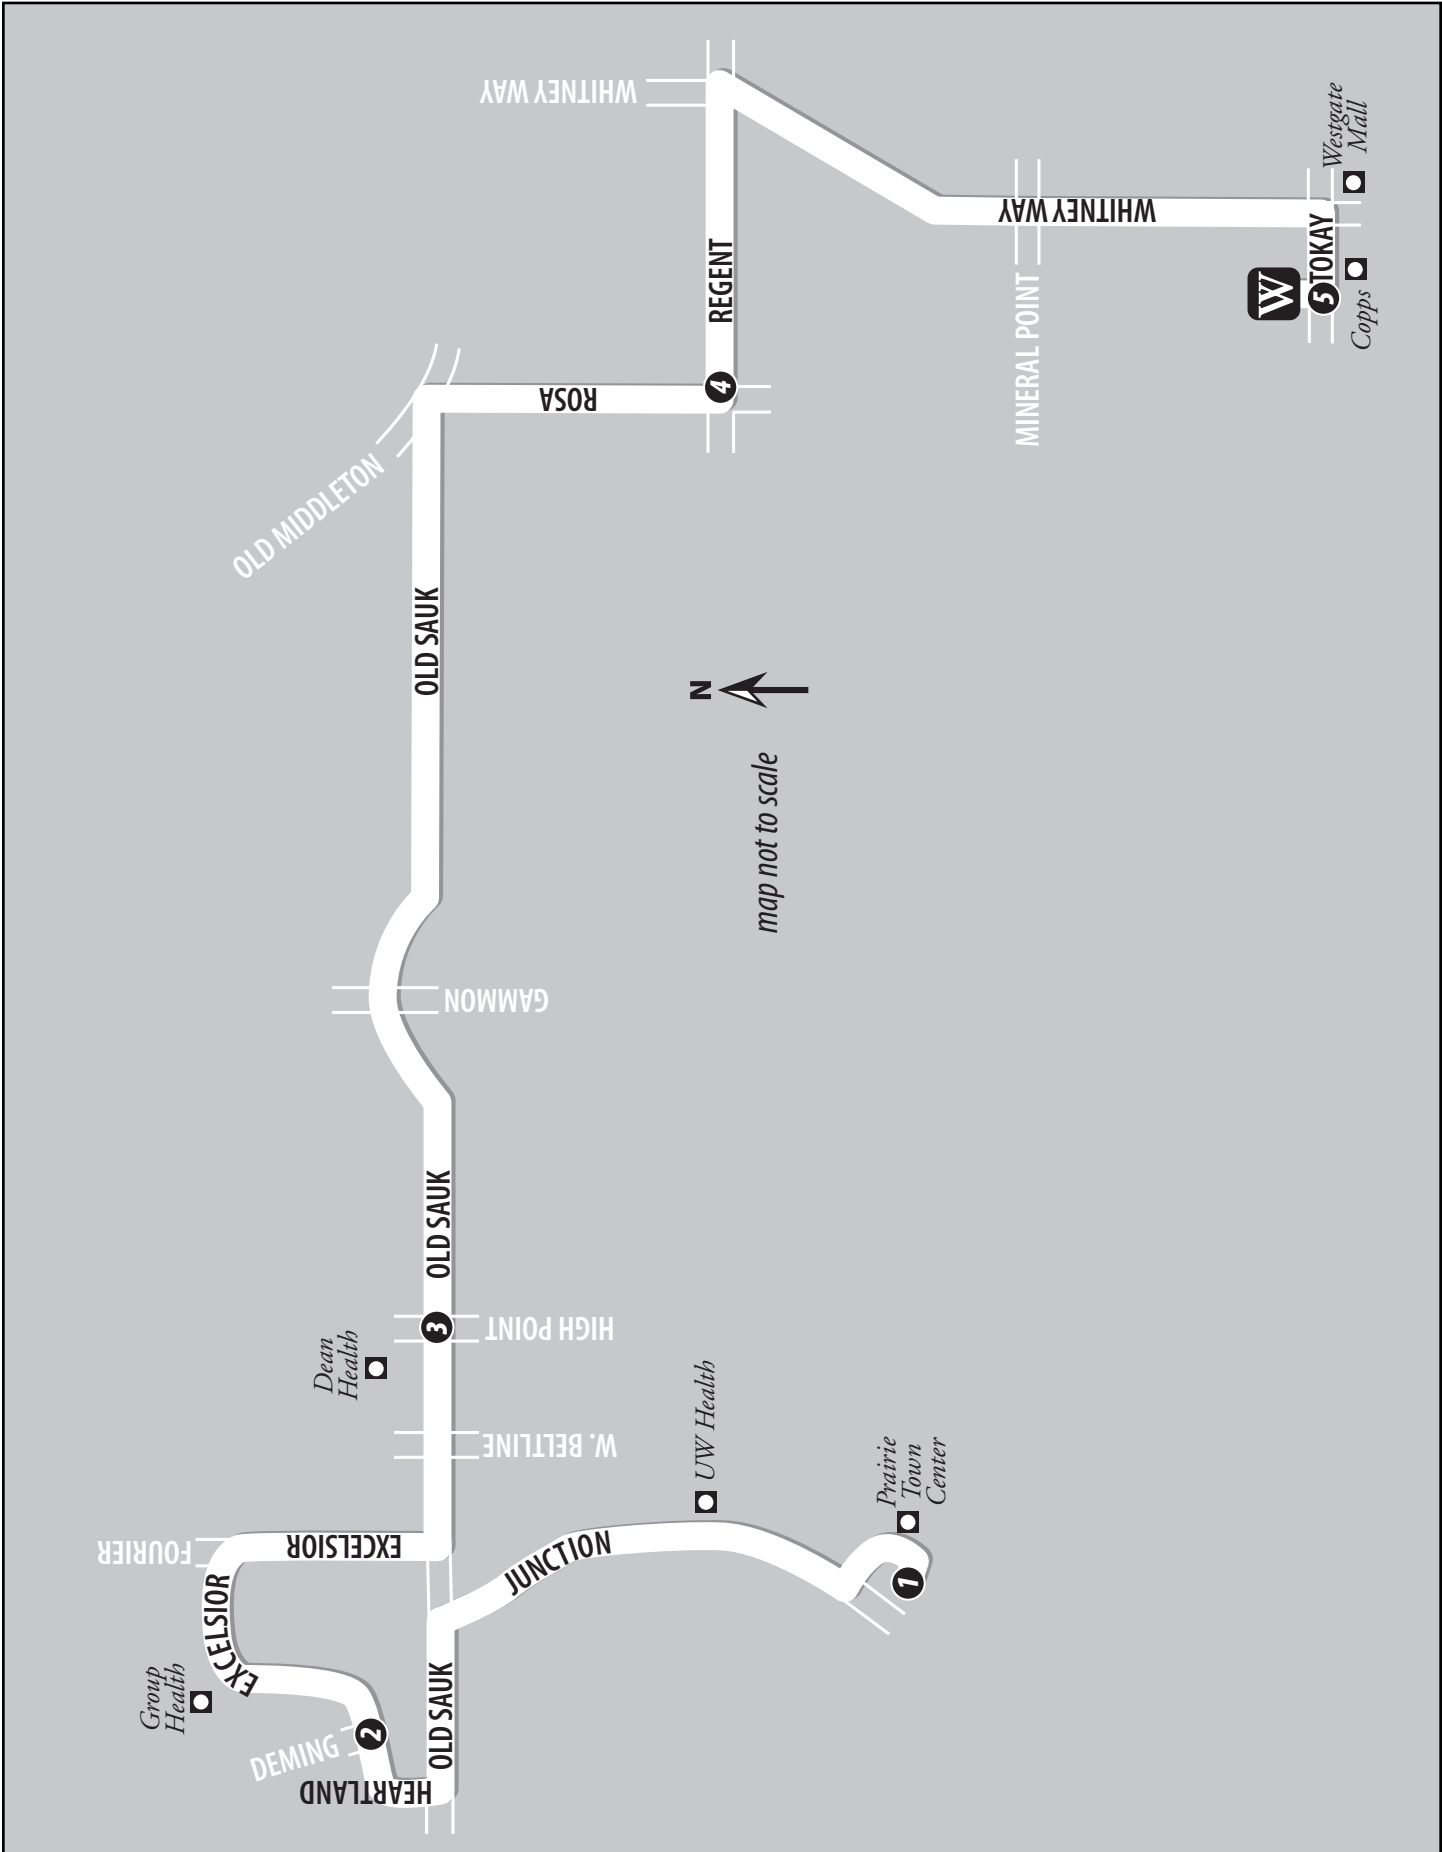 WHITNEY WAY
Westgate
Mall
WHITNEY WAY
TOKAY
REGENT
W
5
Copps
MINERAL POINT
4
ROSA
OLD MIDDLETON
OLD SAUK
N
map not to scale
GAMMON
OLD SAUK
3
HIGH POINT
Dean
Health
W. BELTLINE
UW Health
Prairie
Town
Center
FOURIER
EXCELSIOR
JUNCTION
1
EXCELSIOR
Group
Health
DEMING
2
OLD SAUK
HEARTLAND